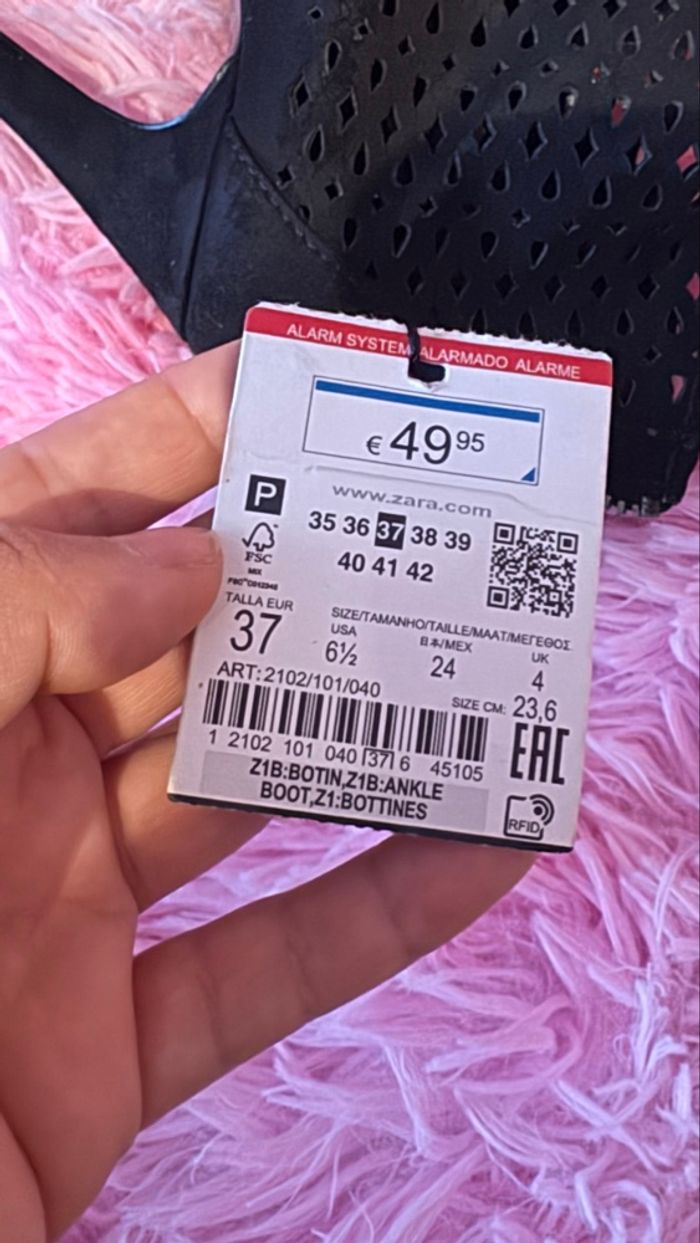 ALARM SYSTEM ALARMADO ALARME
€ 49 95
P
www.zara.com
35 36 37 38 39
40 41 42
FSC
MIX
TALLA EUR
37
SIZE/TAMANHO/TAILLE/MAAT/ΜΕΓΕΘΟΣ
USA 日本/MEX UK
6½ 24 4
ART: 2102/101/040
SIZE CM: 23,6
1 2102 101 040 37 6 45105
EAC
Z1B:BOTIN,Z1B:ANKLE
BOOT,Z1:BOTTINES
RFID